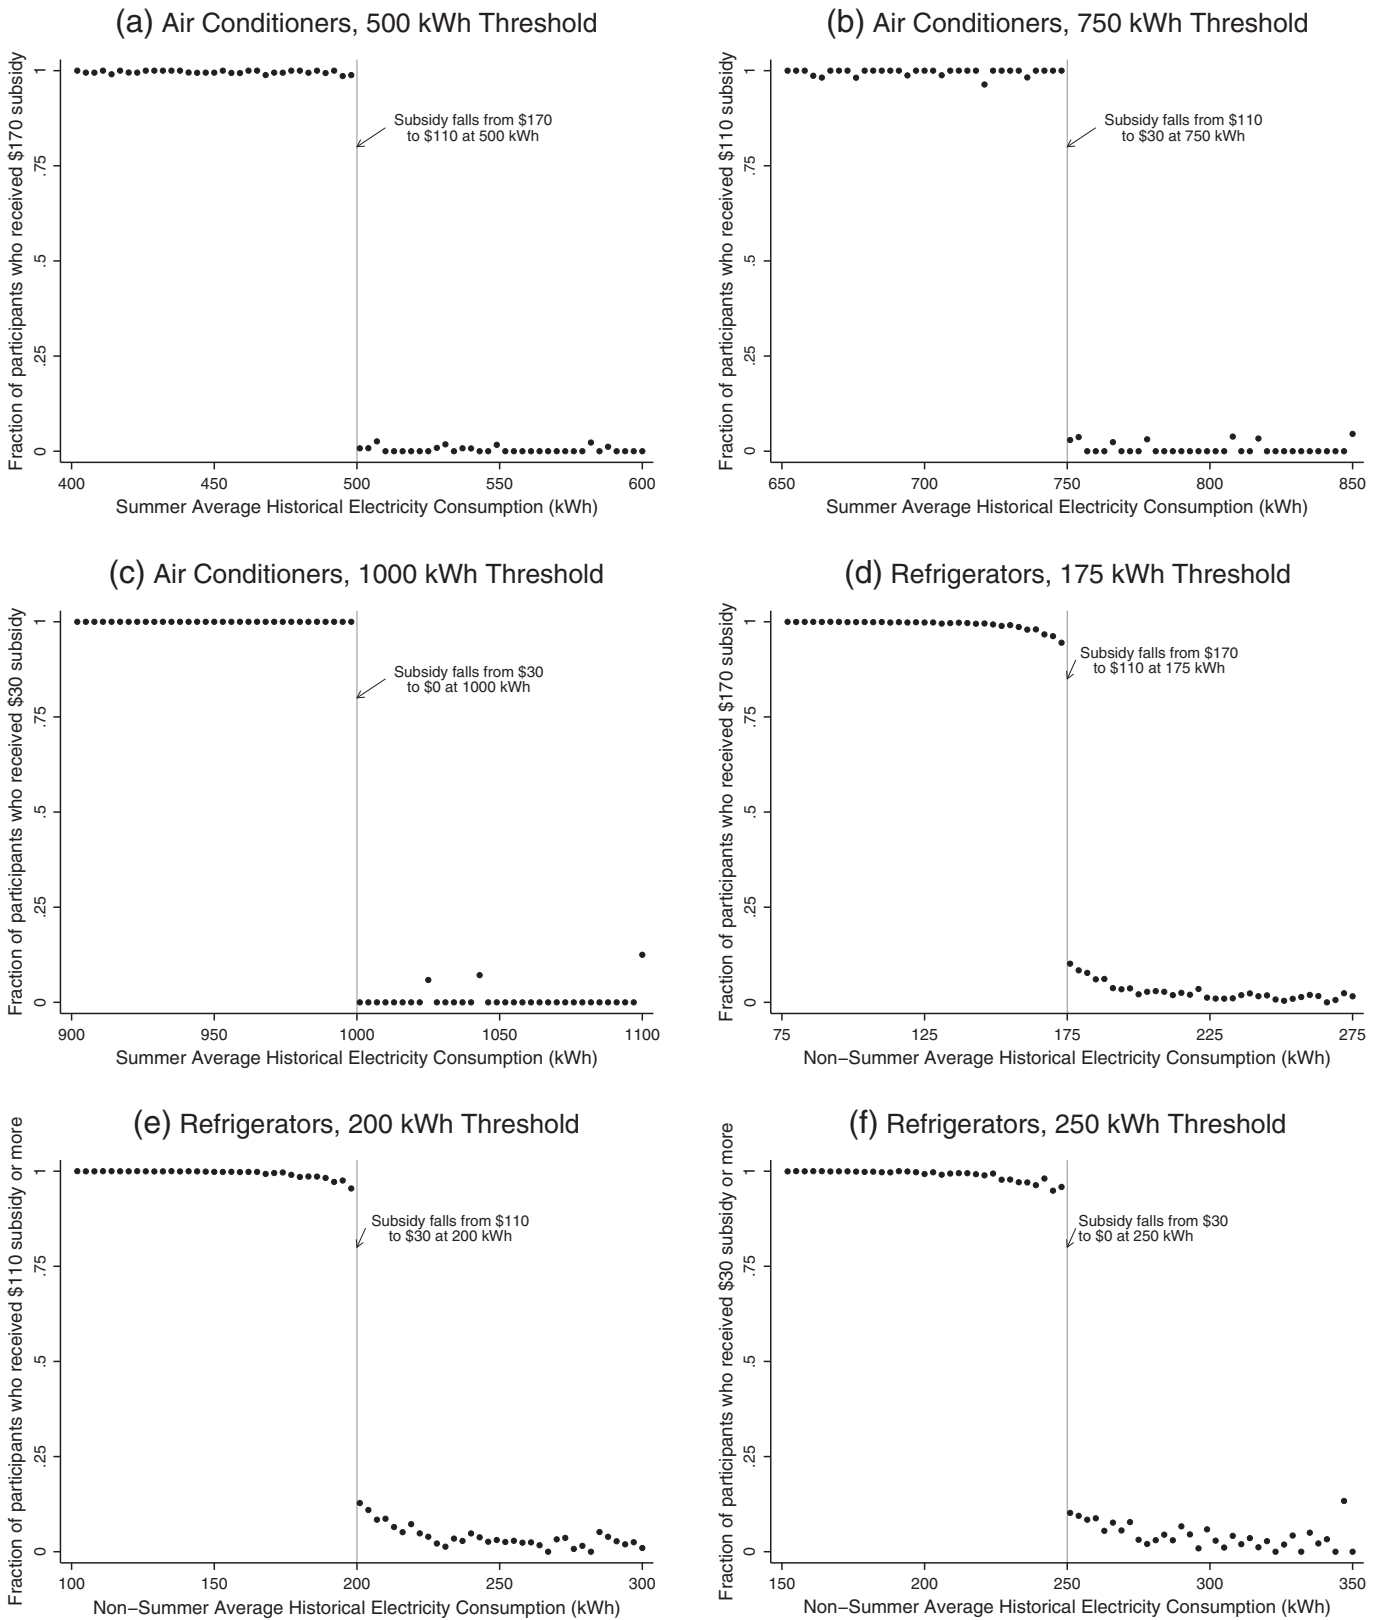 (a) Air Conditioners, 500 kWh Threshold
Fraction of participants who received $170 subsidy
1
.75
.5
.25
0
Subsidy falls from $170
to $110 at 500 kWh
400 450 500 550 600
Summer Average Historical Electricity Consumption (kWh)
(b) Air Conditioners, 750 kWh Threshold
Fraction of participants who received $110 subsidy
1
.75
.5
.25
0
Subsidy falls from $110
to $30 at 750 kWh
650 700 750 800 850
Summer Average Historical Electricity Consumption (kWh)
(c) Air Conditioners, 1000 kWh Threshold
Fraction of participants who received $30 subsidy
1
.75
.5
.25
0
Subsidy falls from $30
to $0 at 1000 kWh
900 950 1000 1050 1100
Summer Average Historical Electricity Consumption (kWh)
(d) Refrigerators, 175 kWh Threshold
Fraction of participants who received $170 subsidy
1
.75
.5
.25
0
Subsidy falls from $170
to $110 at 175 kWh
75 125 175 225 275
Non−Summer Average Historical Electricity Consumption (kWh)
(e) Refrigerators, 200 kWh Threshold
Fraction of participants who received $110 subsidy or more
1
.75
.5
.25
0
Subsidy falls from $110
to $30 at 200 kWh
100 150 200 250 300
Non−Summer Average Historical Electricity Consumption (kWh)
(f) Refrigerators, 250 kWh Threshold
Fraction of participants who received $30 subsidy or more
1
.75
.5
.25
0
Subsidy falls from $30
to $0 at 250 kWh
150 200 250 300 350
Non−Summer Average Historical Electricity Consumption (kWh)